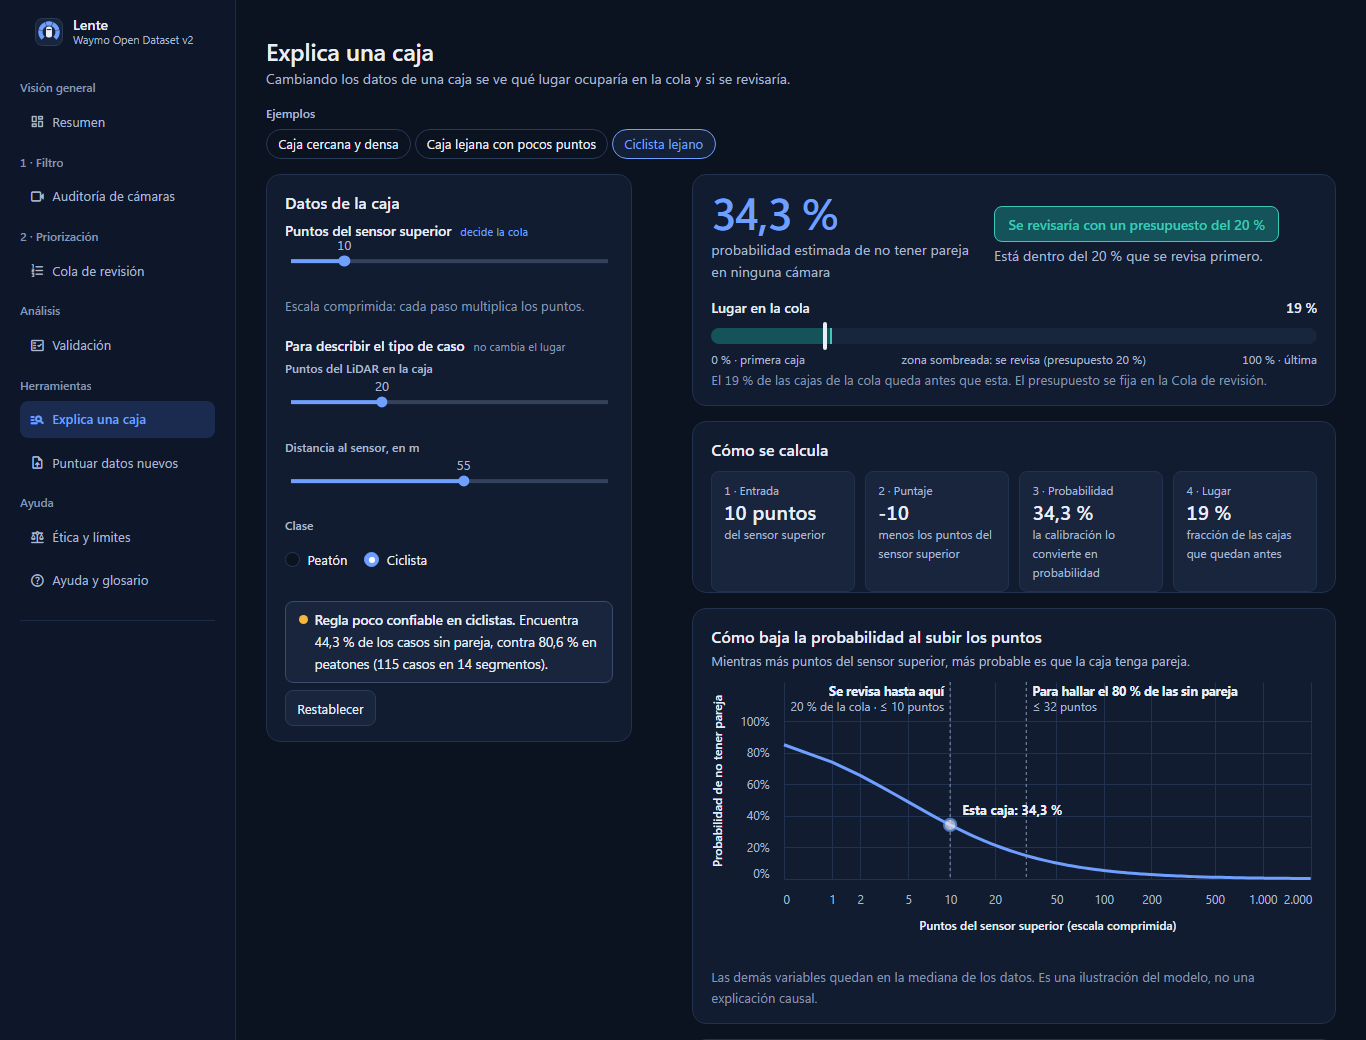 Lente
Waymo Open Dataset v2
Visión general
Resumen
1 · Filtro
Auditoría de cámaras
2 · Priorización
Cola de revisión
Análisis
Validación
Herramientas
Explica una caja
Puntuar datos nuevos
Ayuda
Ética y límites
Ayuda y glosario
Explica una caja
Cambiando los datos de una caja se ve qué lugar ocuparía en la cola y si se revisaría.
Ejemplos
Caja cercana y densa
Caja lejana con pocos puntos
Ciclista lejano
Datos de la caja
Puntos del sensor superior decide la cola
10
Escala comprimida: cada paso multiplica los puntos.
Para describir el tipo de caso no cambia el lugar
Puntos del LiDAR en la caja
20
Distancia al sensor, en m
55
Clase
Peatón
Ciclista
Regla poco confiable en ciclistas. Encuentra
44,3 % de los casos sin pareja, contra 80,6 % en
peatones (115 casos en 14 segmentos).
Restablecer
34,3 %
probabilidad estimada de no tener pareja
en ninguna cámara
Se revisaría con un presupuesto del 20 %
Está dentro del 20 % que se revisa primero.
Lugar en la cola
19 %
0 % · primera caja
zona sombreada: se revisa (presupuesto 20 %)
100 % · última
El 19 % de las cajas de la cola queda antes que esta. El presupuesto se fija en la Cola de revisión.
Cómo se calcula
1 · Entrada
10 puntos
del sensor superior
2 · Puntaje
-10
menos los puntos del
sensor superior
3 · Probabilidad
34,3 %
la calibración lo
convierte en
probabilidad
4 · Lugar
19 %
fracción de las cajas
que quedan antes
Cómo baja la probabilidad al subir los puntos
Mientras más puntos del sensor superior, más probable es que la caja tenga pareja.
Se revisa hasta aquí
20 % de la cola · ≤ 10 puntos
Para hallar el 80 % de las sin pareja
≤ 32 puntos
Probabilidad de no tener pareja
100%
80%
60%
40%
20%
0%
Esta caja: 34,3 %
0 1 2 5 10 20 50 100 200 500 1.000 2.000
Puntos del sensor superior (escala comprimida)
Las demás variables quedan en la mediana de los datos. Es una ilustración del modelo, no una
explicación causal.